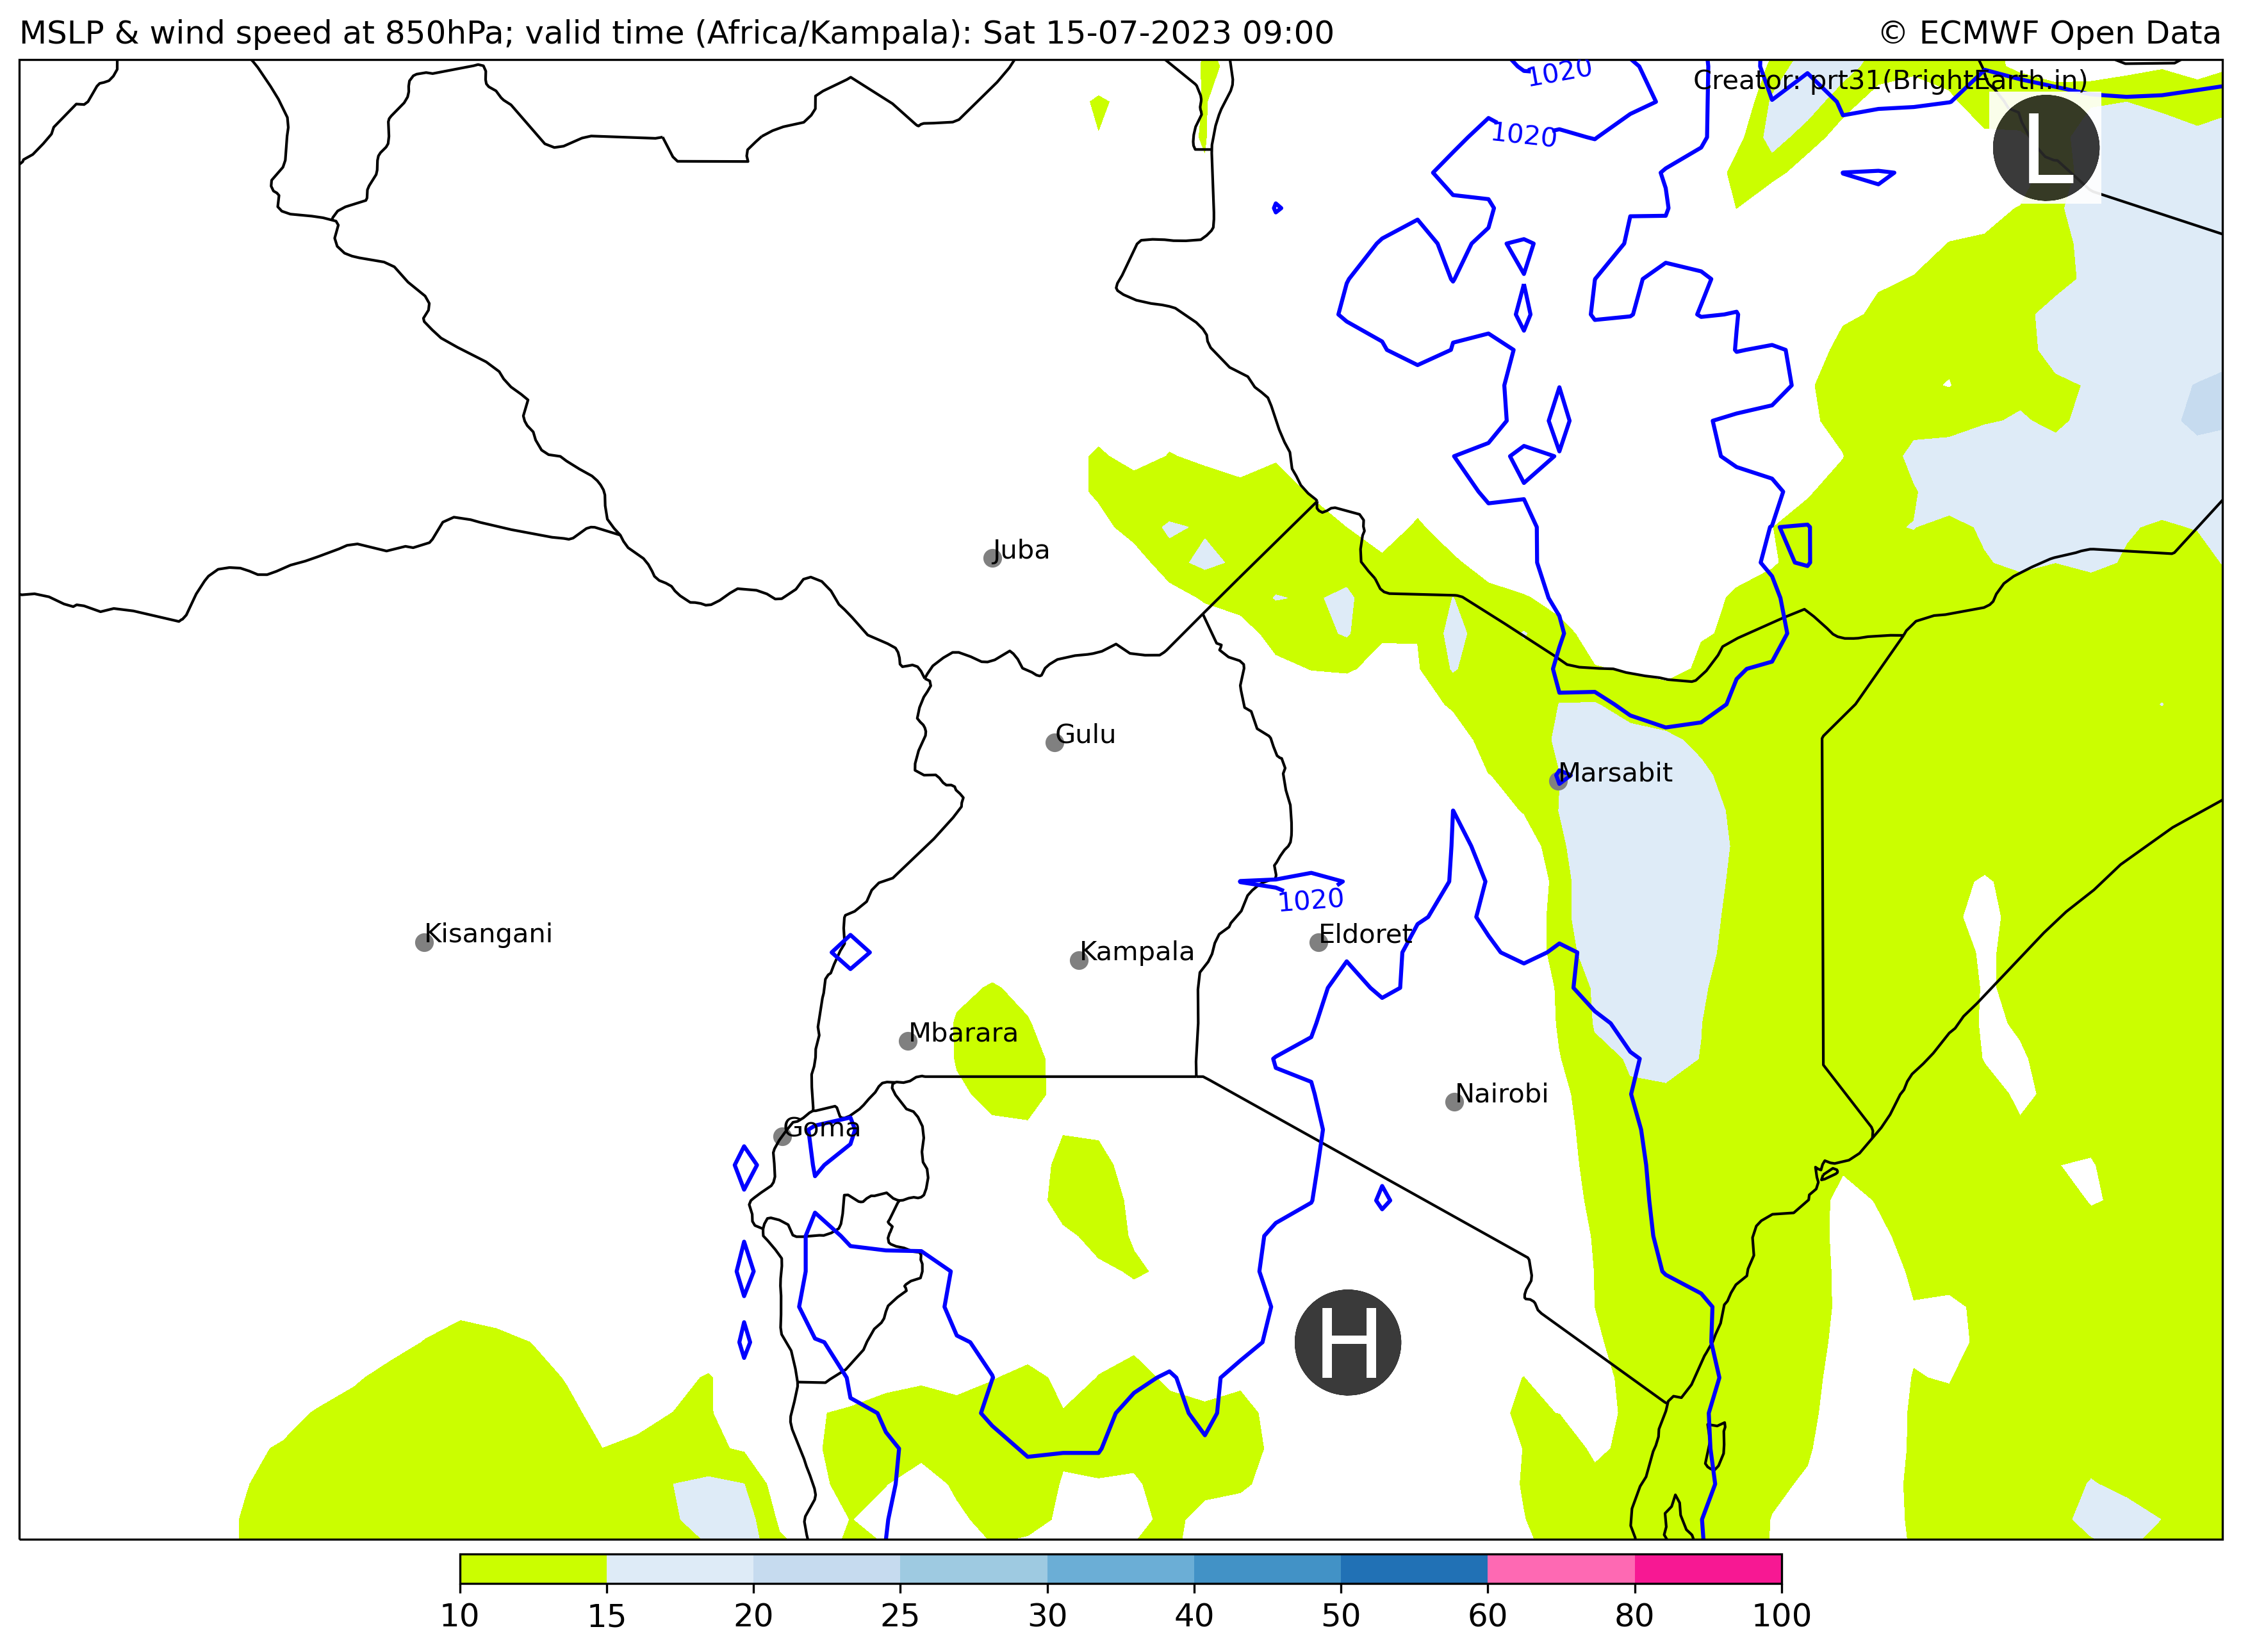 MSLP & wind speed at 850hPa; valid time (Africa/Kampala): Sat 15-07-2023 09:00
© ECMWF Open Data
1020
Creator: prt31(BrightEarth.in)
1020
L
Juba
Gulu
Marsabit
1020
Kisangani
Eldoret
Kampala
Mbarara
Nairobi
Goma
H
10 15 20 25 30 40 50 60 80 100